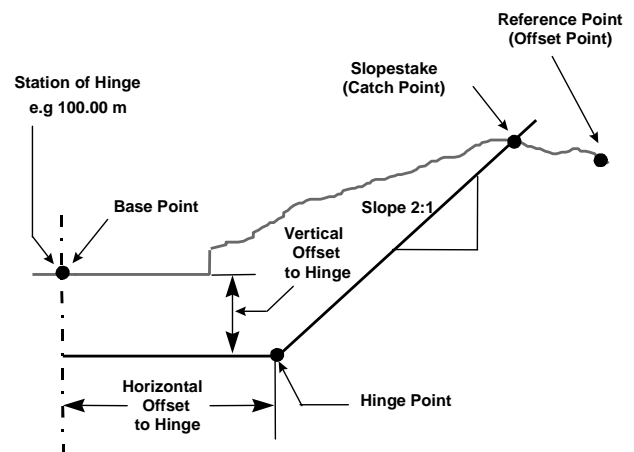 Reference Point
(Offset Point)
Station of Hinge
e.g 100.00 m
Slopestake
(Catch Point)
Base Point
Slope 2:1
Vertical
Offset
to Hinge
Horizontal
Offset
to Hinge
Hinge Point